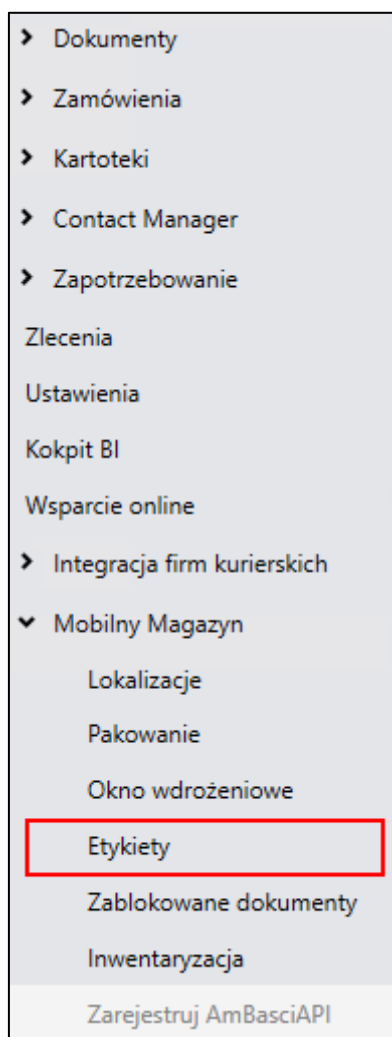 Dokumenty
Zamówienia
Kartoteki
Contact Manager
Zapotrzebowanie
Zlecenia
Ustawienia
Kokpit BI
Wsparcie online
Integracja firm kurierskich
Mobilny Magazyn
Lokalizacje
Pakowanie
Okno wdrożeniowe
Etykiety
Zablokowane dokumenty
Inwentaryzacja
Zarejestruj AmBasciAPI